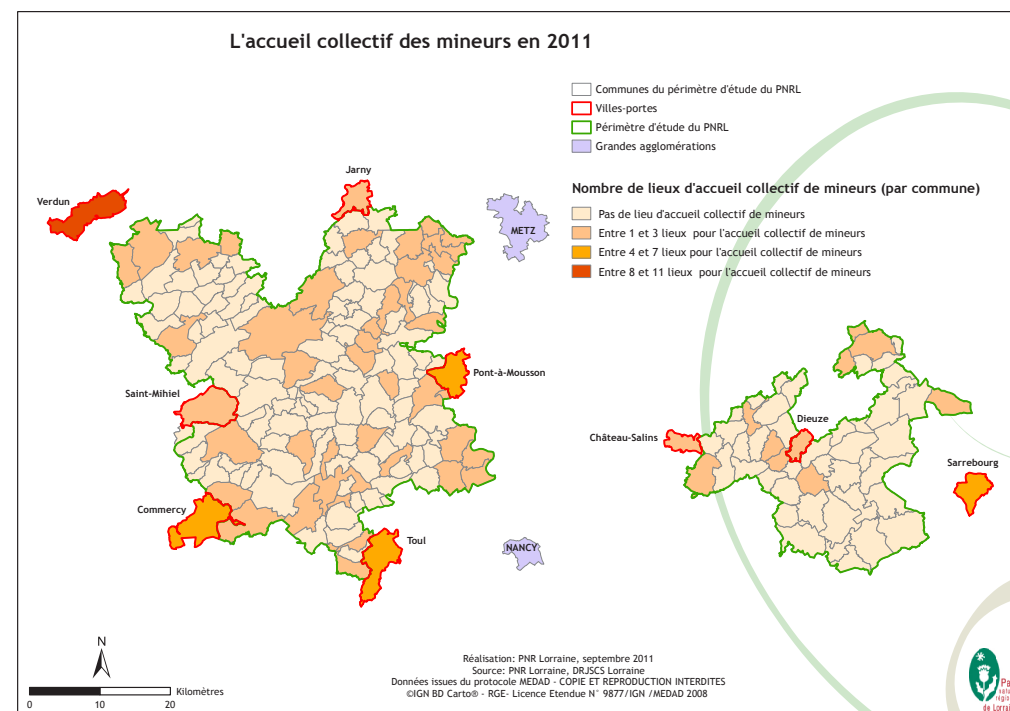 L'accueil collectif des mineurs en 2011
Communes du périmètre d'étude du PNRL
Villes-portes
Périmètre d'étude du PNRL
Grandes agglomérations
Nombre de lieux d'accueil collectif de mineurs (par commune)
Pas de lieu d'accueil collectif de mineurs
Entre 1 et 3 lieux pour l'accueil collectif de mineurs
Entre 4 et 7 lieux pour l'accueil collectif de mineurs
Entre 8 et 11 lieux pour l'accueil collectif de mineurs
Jarny
Verdun
METZ
Pont-à-Mousson
Saint-Mihiel
Dieuze
Château-Salins
Sarrebourg
Commercy
Toul
NANCY
N
Kilomètres
0 10 20
Réalisation: PNR Lorraine, septembre 2011
Source: PNR Lorraine, DRJSCS Lorraine
Données issues du protocole MEDAD - COPIE ET REPRODUCTION INTERDITES
©IGN BD Carto® - RGE- Licence Etendue N° 9877/IGN /MEDAD 2008
de Lorrai